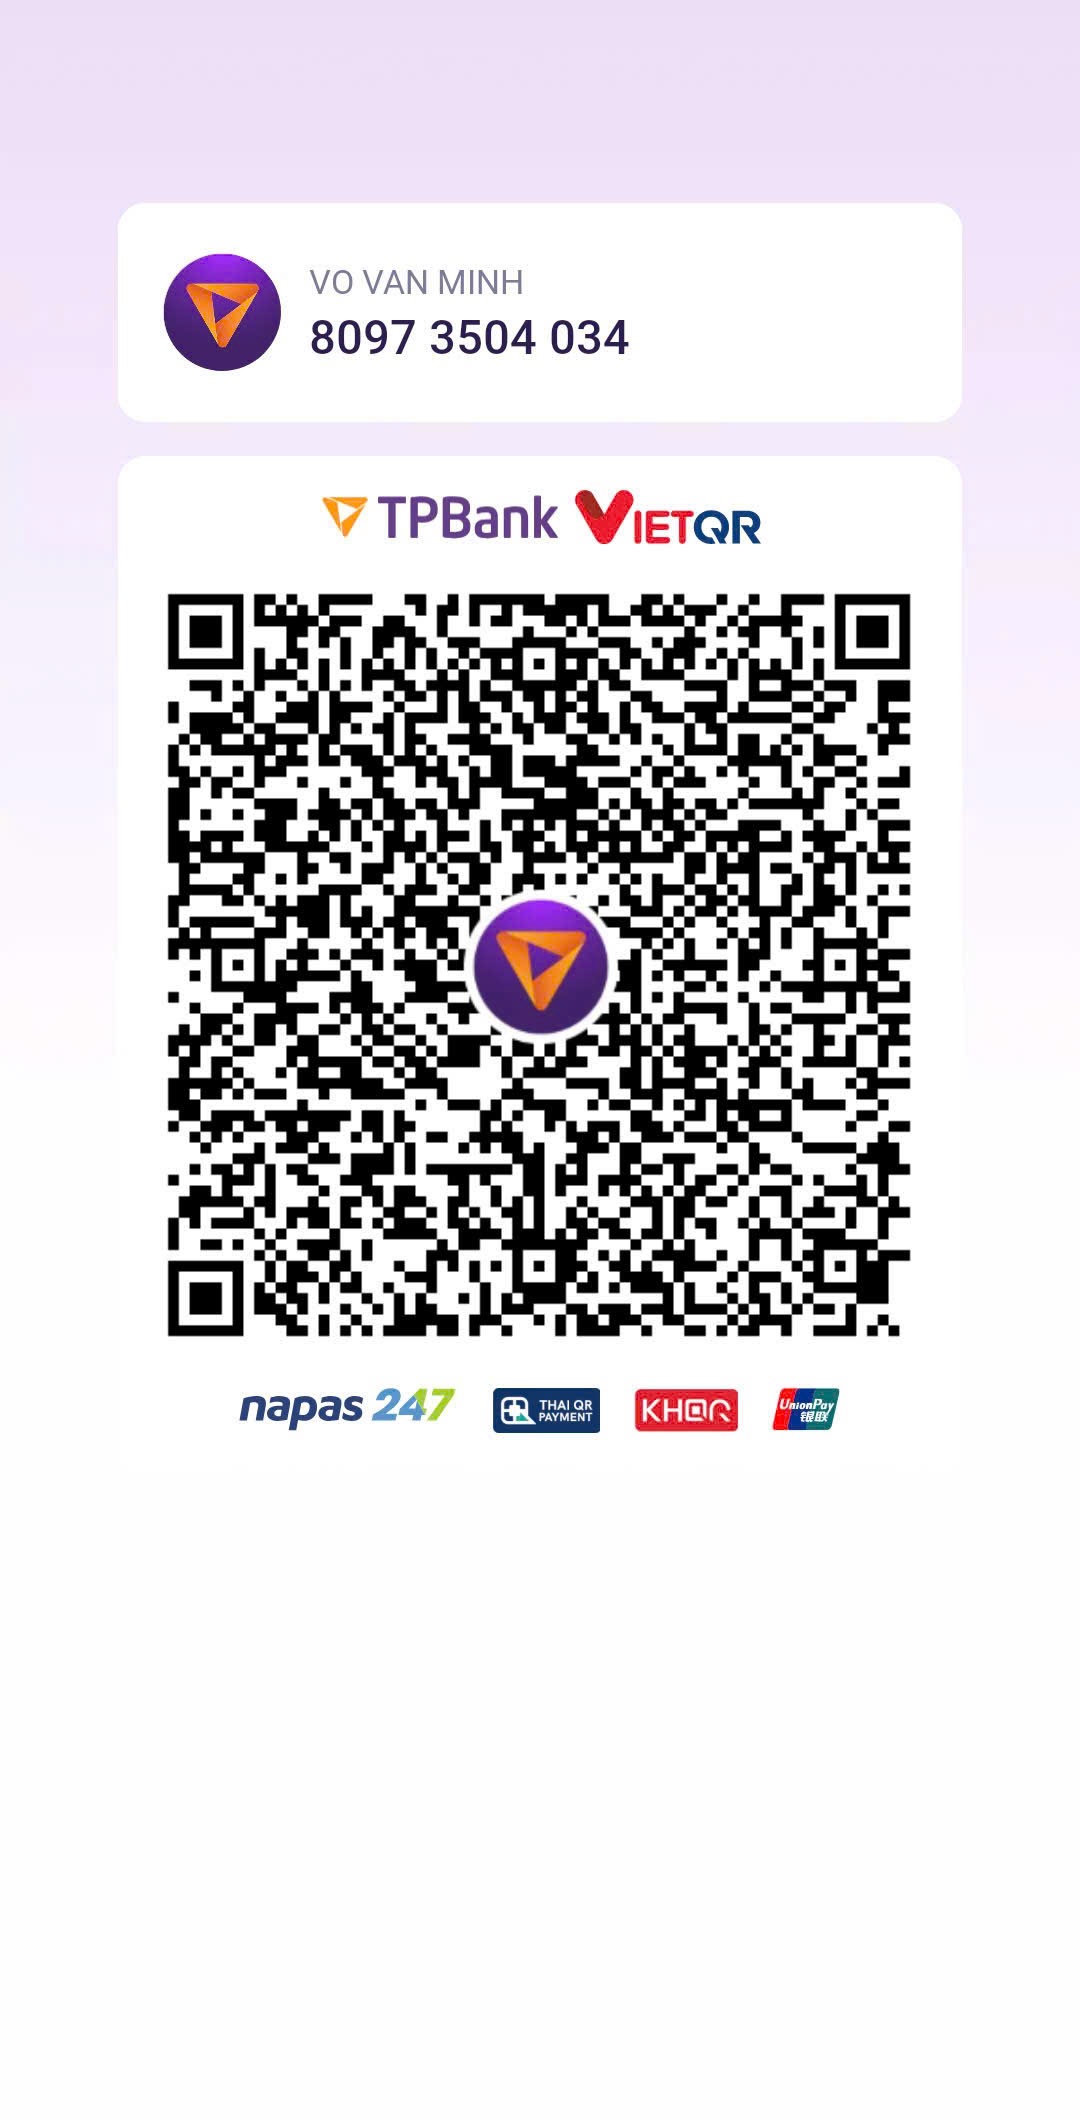 VO VAN MINH
8097 3504 034
TPBank VIETQR
napas 247 THAI QR PAYMENT KHQR UnionPay 银联